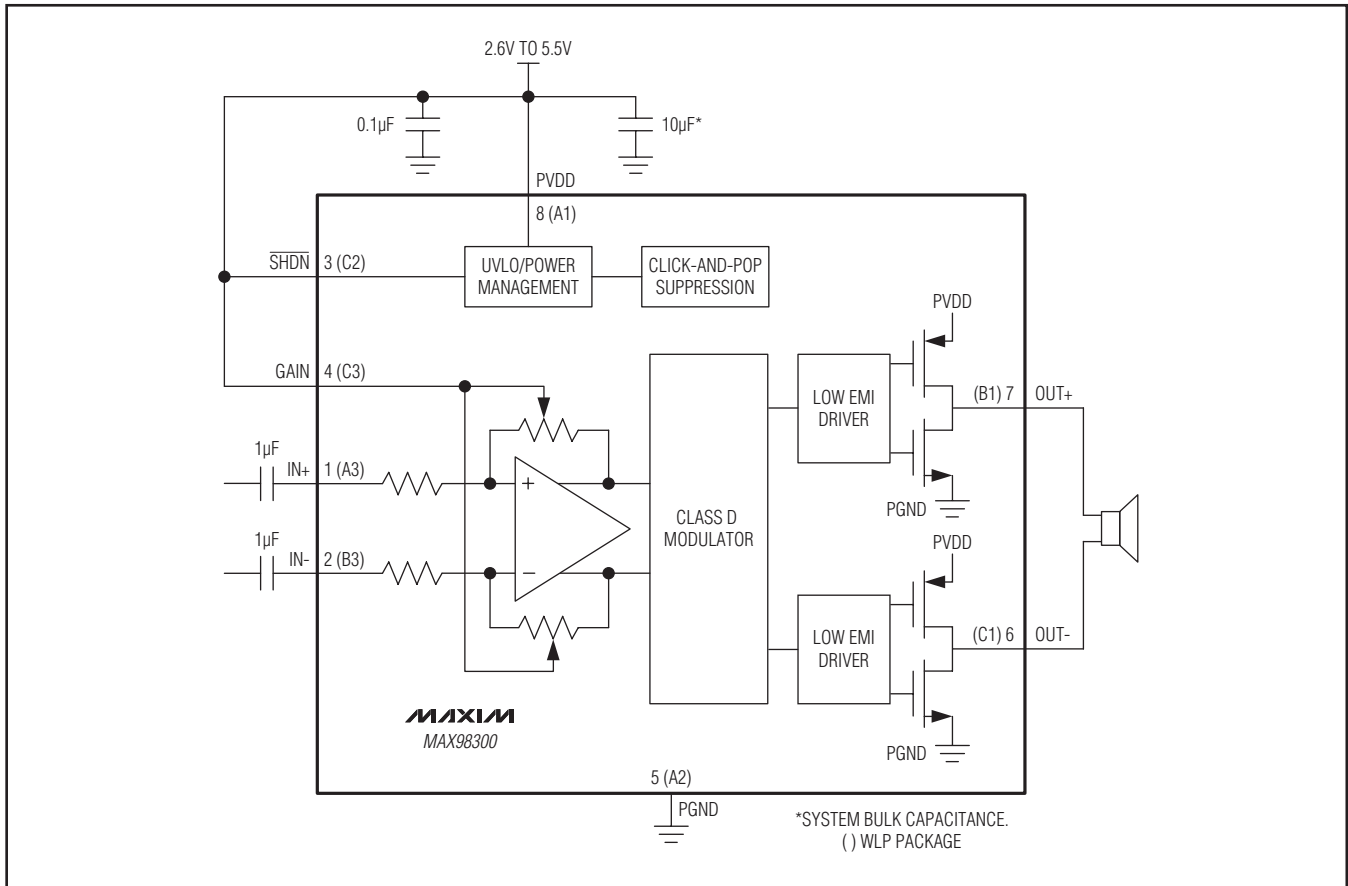 2.6V TO 5.5V
0.1µF
10µF*
PVDD
8 (A1)
SHDN
3 (C2)
UVLO/POWER
MANAGEMENT
CLICK-AND-POP
SUPPRESSION
PVDD
GAIN
4 (C3)
LOW EMI
DRIVER
(B1) 7
OUT+
1µF
IN+
1 (A3)
+
PGND
CLASS D
MODULATOR
1µF
IN-
2 (B3)
−
PVDD
LOW EMI
DRIVER
(C1) 6
OUT-
MAXIM
MAX98300
PGND
5 (A2)
PGND
*SYSTEM BULK CAPACITANCE.
( ) WLP PACKAGE